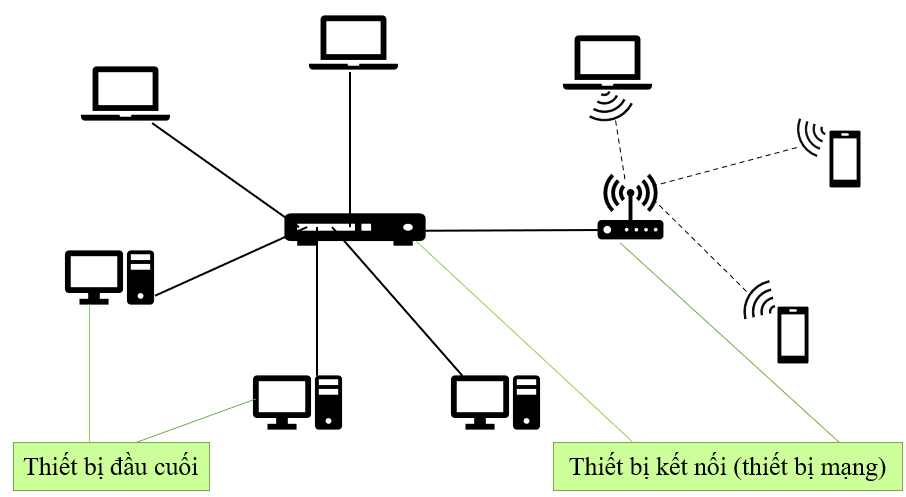 Thiết bị đầu cuối
Thiết bị kết nối (thiết bị mạng)